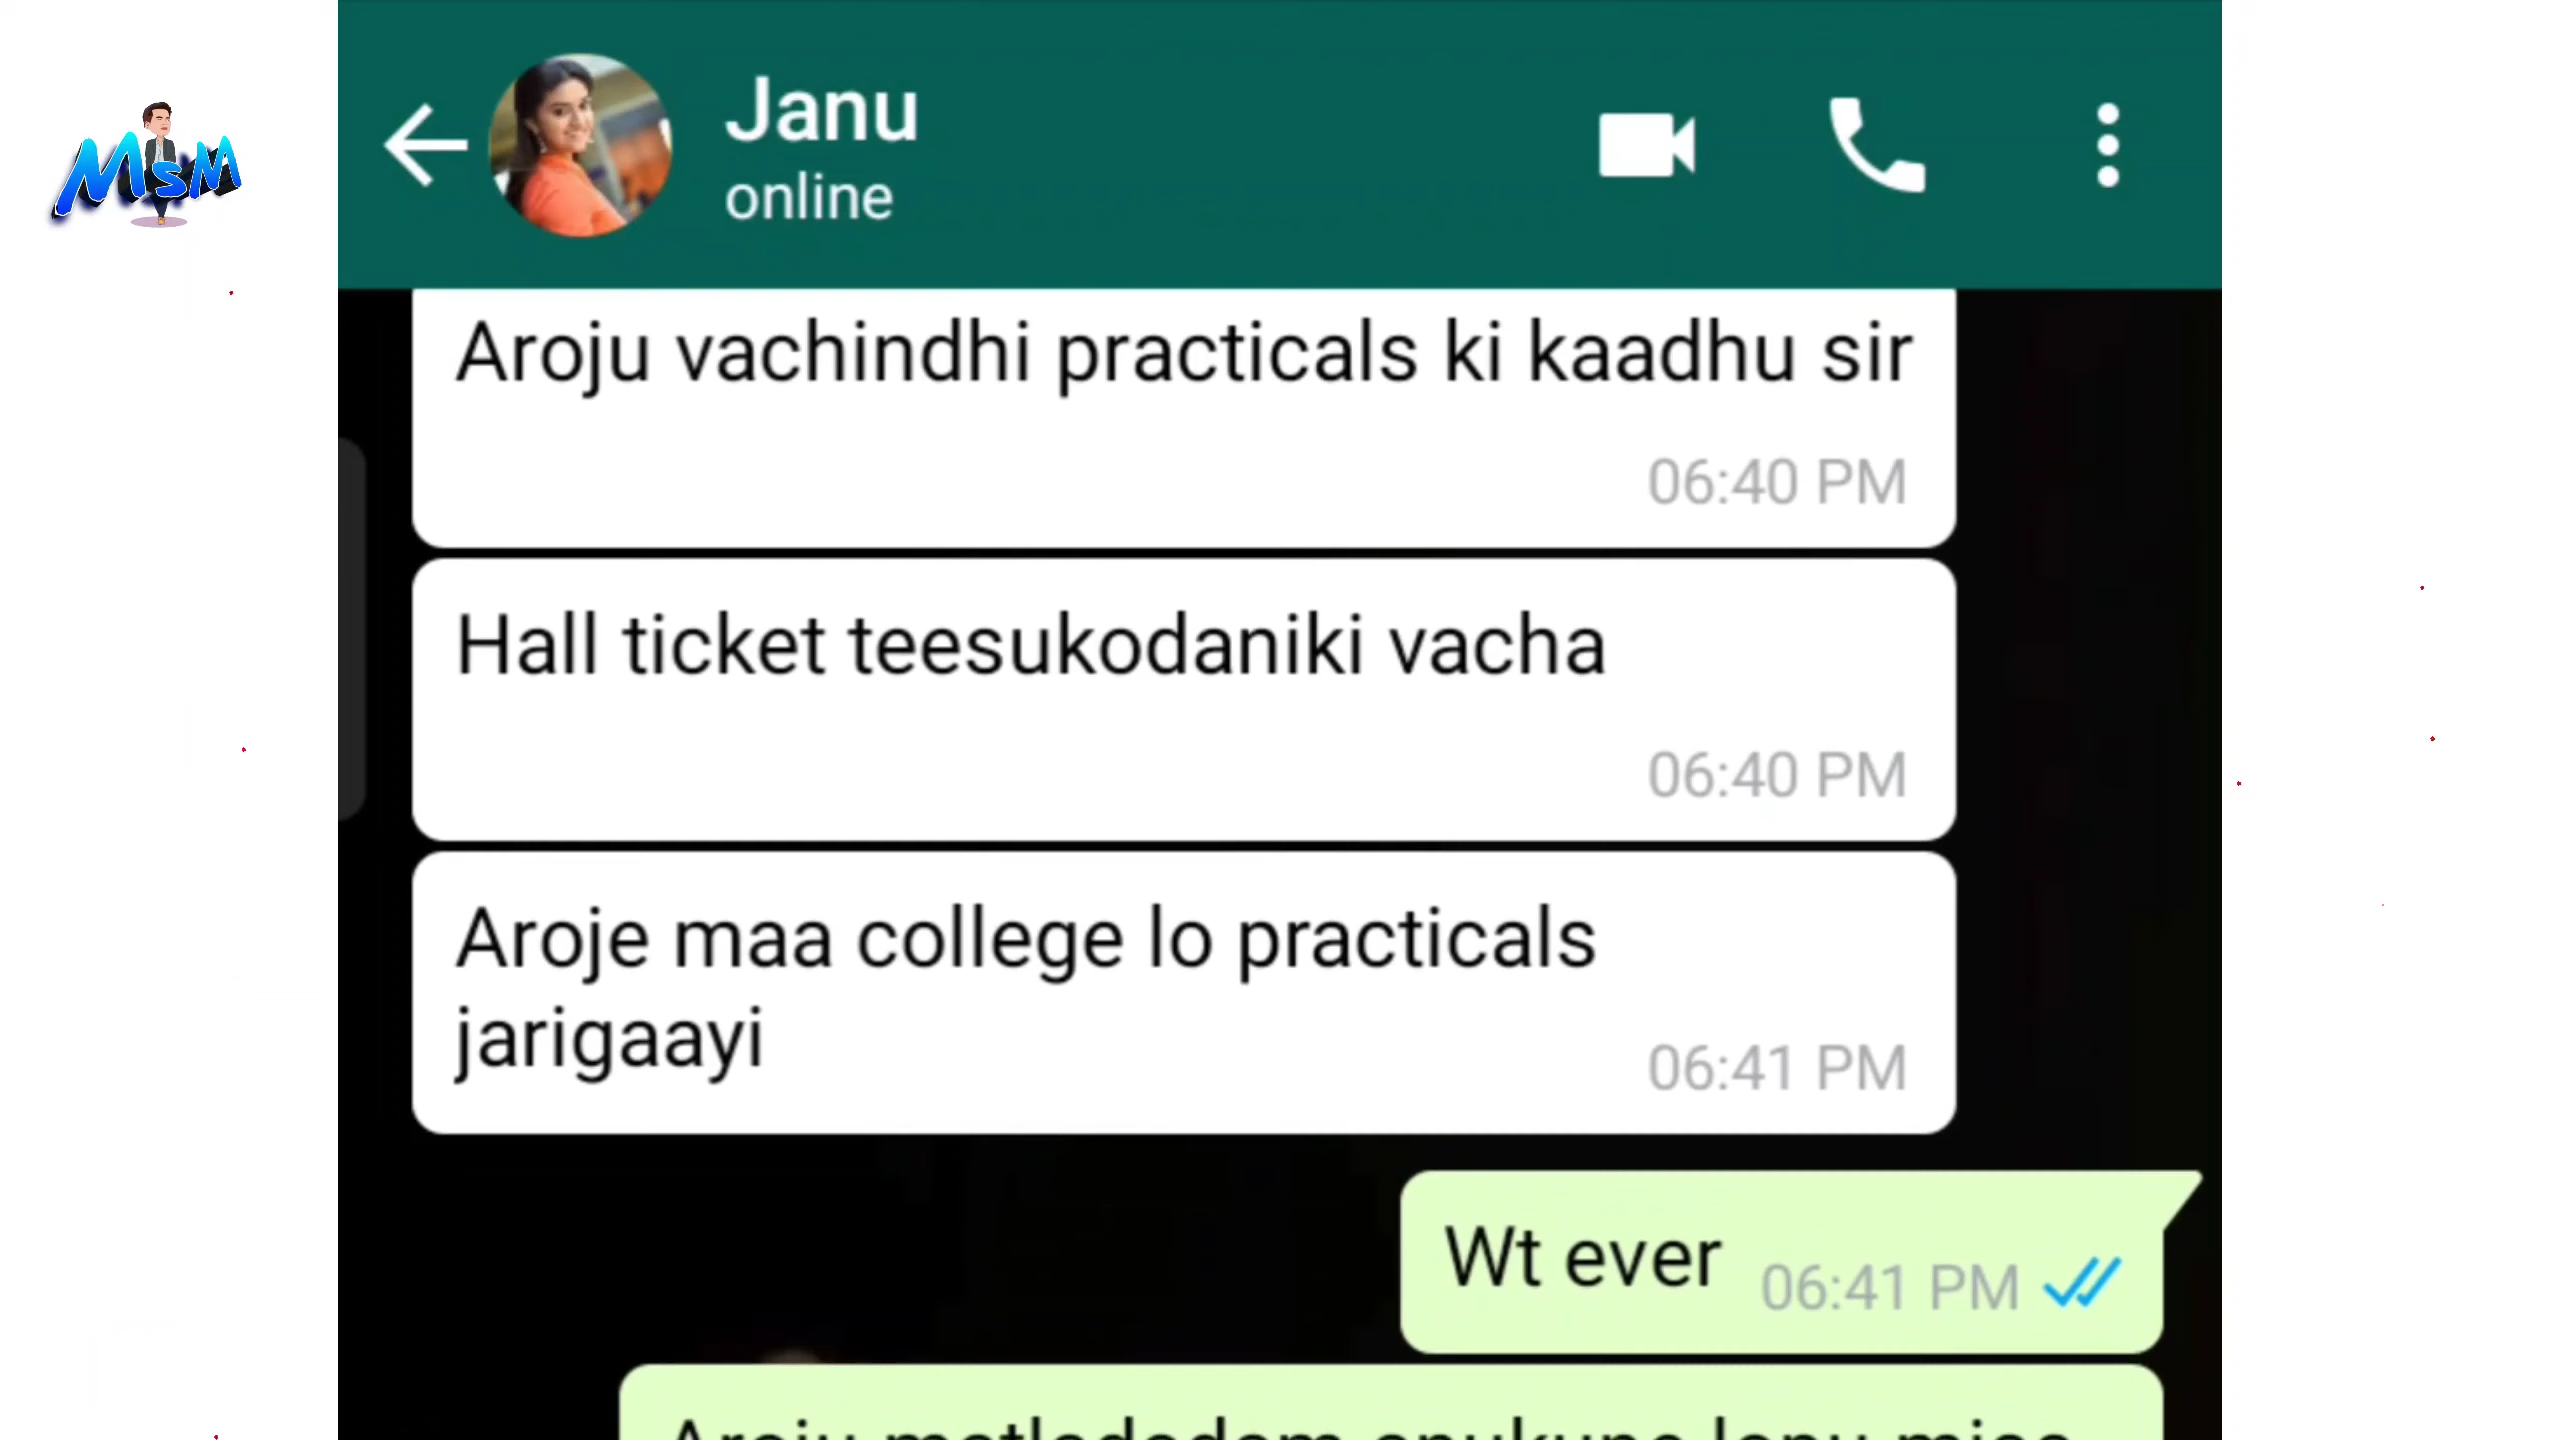 MsM
Janu
online
Aroju vachindhi practicals ki kaadhu sir
06:40 PM
Hall ticket teesukodaniki vacha
06:40 PM
Aroje maa college lo practicals
jarigaayi
06:41 PM
Wt ever
06:41 PM
Aroju